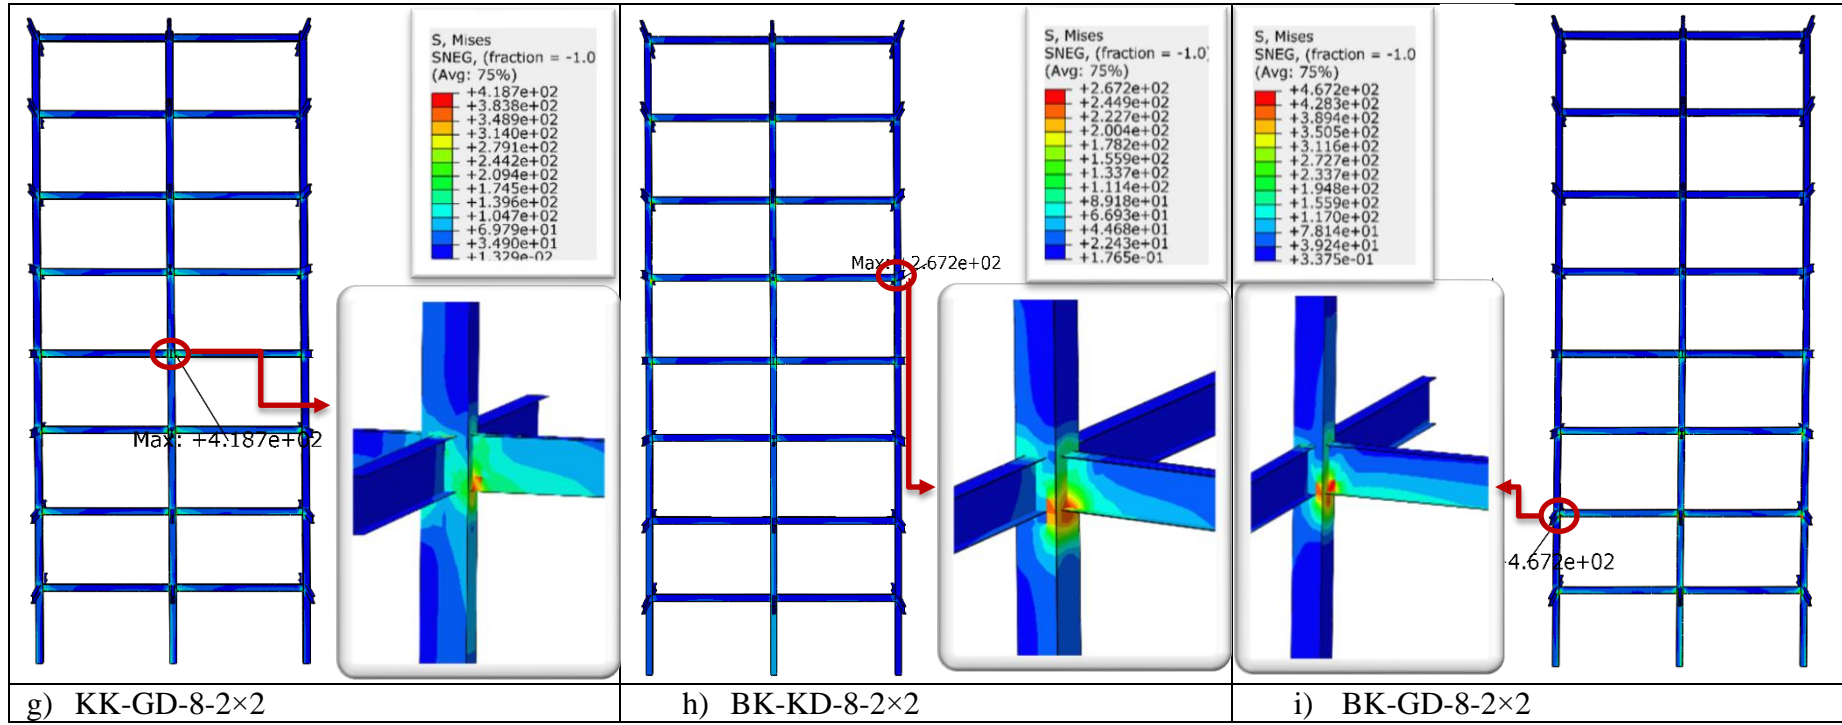 S, Mises
SNEG, (fraction = -1.0
(Avg: 75%)
+4.187e+02
+3.838e+02
+3.489e+02
+3.140e+02
+2.791e+02
+2.442e+02
+2.094e+02
+1.745e+02
+1.396e+02
+1.047e+02
+6.979e+01
+3.490e+01
+1.329e-02
Max: +4.187e+02
g) KK-GD-8-2×2
S, Mises
SNEG, (fraction = -1.0)
(Avg: 75%)
+2.672e+02
+2.449e+02
+2.227e+02
+2.004e+02
+1.782e+02
+1.559e+02
+1.337e+02
+1.114e+02
+8.918e+01
+6.693e+01
+4.468e+01
+2.243e+01
+1.765e-01
Max: +2.672e+02
h) BK-KD-8-2×2
S, Mises
SNEG, (fraction = -1.0
(Avg: 75%)
+4.672e+02
+4.283e+02
+3.894e+02
+3.505e+02
+3.116e+02
+2.727e+02
+2.337e+02
+1.948e+02
+1.559e+02
+1.170e+02
+7.814e+01
+3.924e+01
+3.375e-01
4.672e+02
i) BK-GD-8-2×2